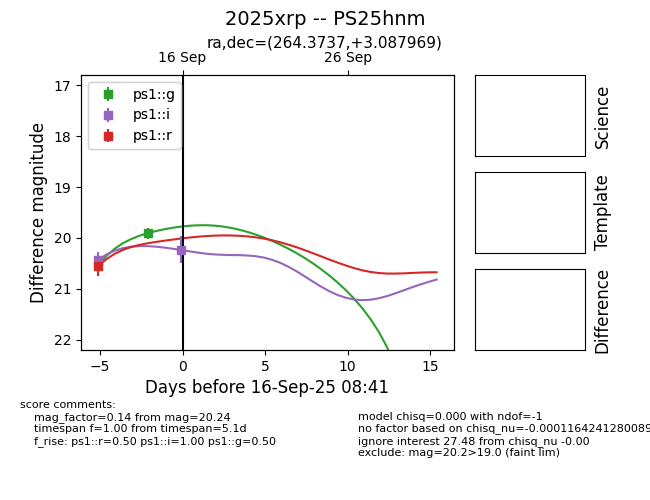 2025xrp -- PS25hnm
ra,dec=(264.3737,+3.087969)
16 Sep
26 Sep
ps1::g
ps1::i
ps1::r
17
18
19
20
21
22
Difference magnitude
−5
0
5
10
15
Days before 16-Sep-25 08:41
Science
Template
Difference
score comments:
mag_factor=0.14 from mag=20.24
timespan f=1.00 from timespan=5.1d
f_rise: ps1::r=0.50 ps1::i=1.00 ps1::g=0.50
model chisq=0.000 with ndof=-1
no factor based on chisq_nu=-0.0001164241280089
ignore interest 27.48 from chisq_nu -0.00
exclude: mag=20.2>19.0 (faint lim)